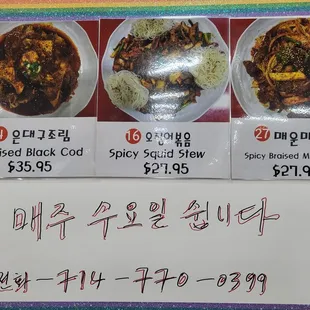 은대구조림
ised Black Cod
$35.95
16 오징어볶음
Spicy Squid Stew
$27.95
27 매운
Spicy Braised M
$27.9
매주 수요일 쉽니다
전화 - 714 - 770 - 0399